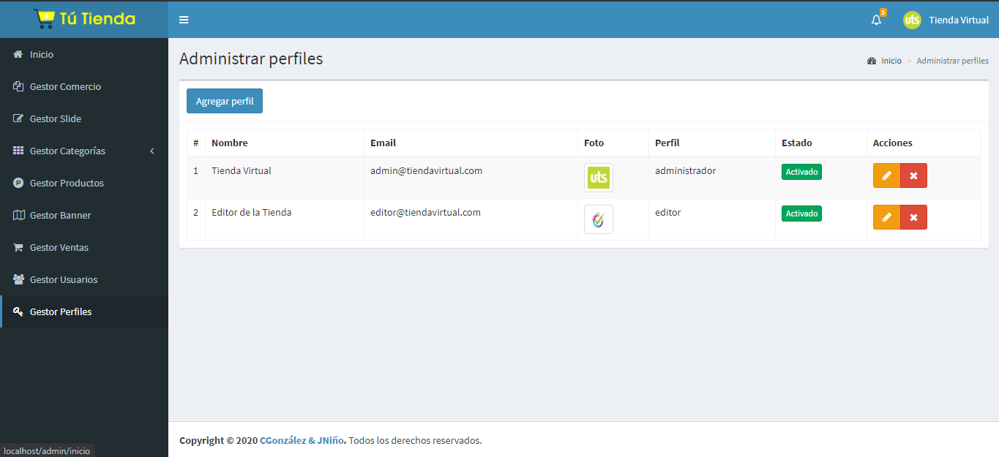 Tú Tienda
5
uts
Tienda Virtual
Inicio
Gestor Comercio
Gestor Slide
Gestor Categorías
P
Gestor Productos
Gestor Banner
Gestor Ventas
Gestor Usuarios
Gestor Perfiles
Administrar perfiles
Inicio > Administrar perfiles
Agregar perfil
# Nombre Email Foto Perfil Estado Acciones
1 Tienda Virtual admin@tiendavirtual.com uts administrador Activado
2 Editor de la Tienda editor@tiendavirtual.com editor Activado
Copyright © 2020 CGonzález & JNiño. Todos los derechos reservados.
localhost/admin/inicio